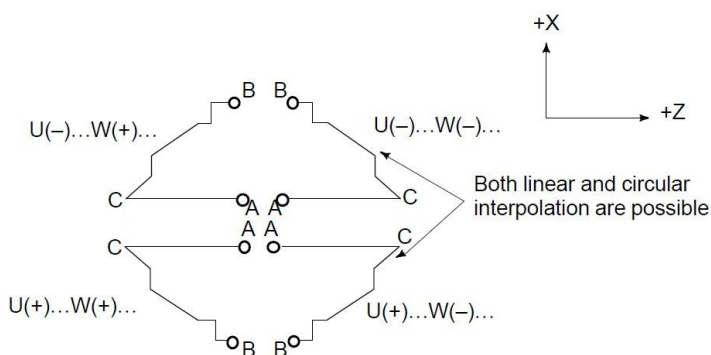 +X
+Z
B B
U(–)…W(+)…
U(–)…W(–)…
Both linear and circular
interpolation are possible
C
A A
C
C
A A
C
U(+)…W(+)…
U(+)…W(–)…
B B